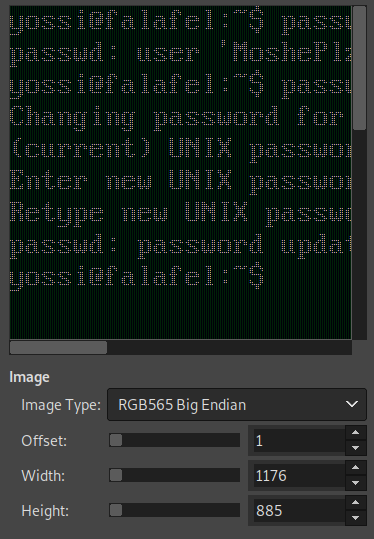 yossi@falafel:~$ passw
passwd: user 'MoshePla
yossi@falafel:~$ passw
Changing password for
(current) UNIX passwor
Enter new UNIX passwor
Retype new UNIX passwo
passwd: password updat
yossi@falafel:~$
Image
Image Type: RGB565 Big Endian
Offset: 1
Width: 1176
Height: 885